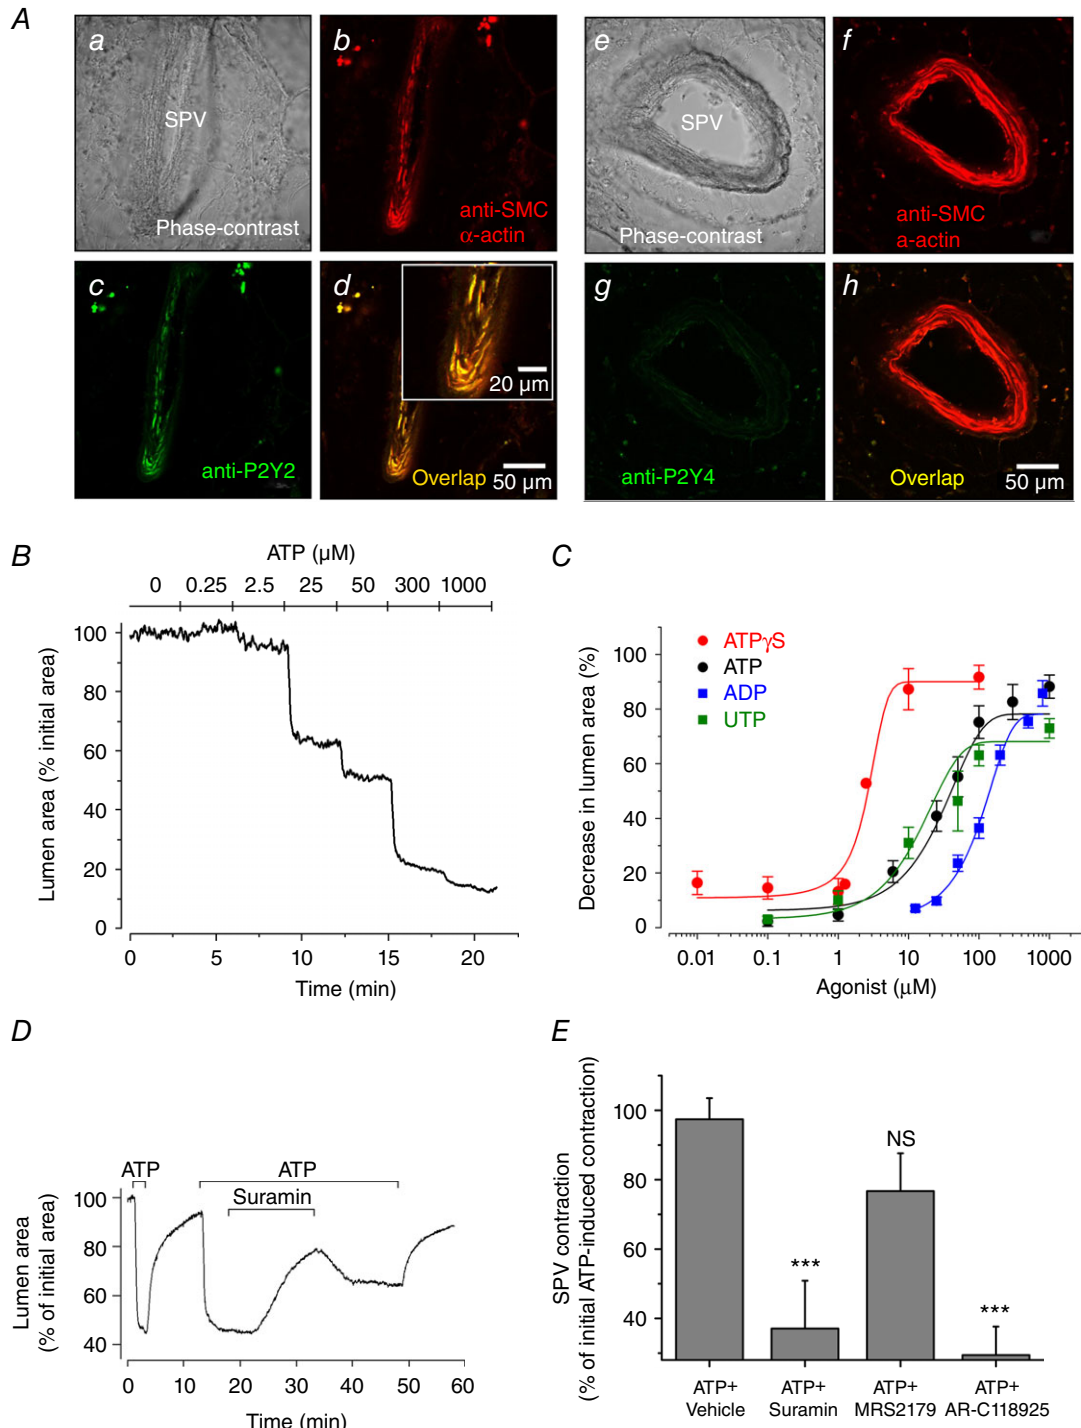 A
a
SPV
Phase-contrast
b
anti-SMC
α-actin
c
anti-P2Y2
d
20 µm
Overlap
50 µm
e
SPV
Phase-contrast
f
anti-SMC
a-actin
g
anti-P2Y4
h
Overlap
50 µm
B
ATP (µM)
0 0.25 2.5 25 50 300 1000
Lumen area (% initial area)
100
80
60
40
20
0
0 5 10 15 20
Time (min)
C
Decrease in lumen area (%)
ATPγS
ATP
ADP
UTP
100
80
60
40
20
0
0.01 0.1 1 10 100 1000
Agonist (µM)
D
Lumen area
(% of initial area)
ATP
ATP
Suramin
100
80
60
40
0 10 20 30 40 50 60
Time (min)
E
SPV contraction
(% of initial ATP-induced contraction)
100
80
60
40
***
NS
***
ATP+
Vehicle
ATP+
Suramin
ATP+
MRS2179
ATP+
AR-C118925